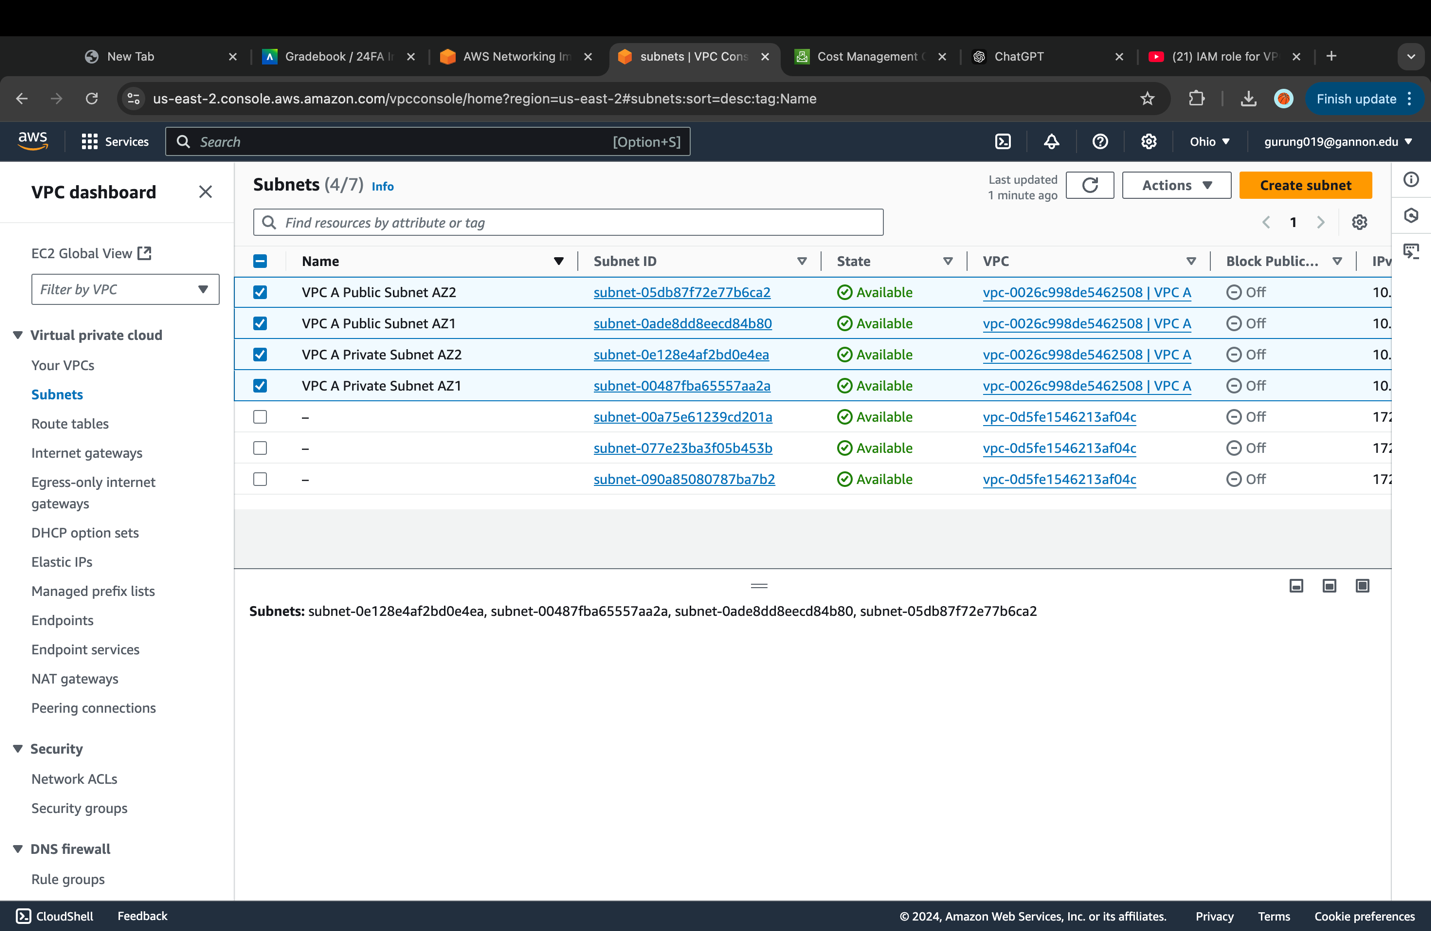 New Tab
Gradebook / 24FA I
AWS Networking Im
subnets | VPC Cons
Cost Management C
ChatGPT
(21) IAM role for VP
us-east-2.console.aws.amazon.com/vpcconsole/home?region=us-east-2#subnets:sort=desc:tag:Name
Finish update
aws
Services
Search
[Option+S]
Ohio
gurung019@gannon.edu
VPC dashboard
EC2 Global View
Filter by VPC
Virtual private cloud
Your VPCs
Subnets
Route tables
Internet gateways
Egress-only internet
gateways
DHCP option sets
Elastic IPs
Managed prefix lists
Endpoints
Endpoint services
NAT gateways
Peering connections
Security
Network ACLs
Security groups
DNS firewall
Rule groups
Subnets (4/7) Info
Last updated
1 minute ago
Actions
Create subnet
Find resources by attribute or tag
1
Name Subnet ID State VPC Block Public... IPv
VPC A Public Subnet AZ2 subnet-05db87f72e77b6ca2 Available vpc-0026c998de5462508 | VPC A Off 10.
VPC A Public Subnet AZ1 subnet-0ade8dd8eecd84b80 Available vpc-0026c998de5462508 | VPC A Off 10.
VPC A Private Subnet AZ2 subnet-0e128e4af2bd0e4ea Available vpc-0026c998de5462508 | VPC A Off 10.
VPC A Private Subnet AZ1 subnet-00487fba65557aa2a Available vpc-0026c998de5462508 | VPC A Off 10.
– subnet-00a75e61239cd201a Available vpc-0d5fe1546213af04c Off 172
– subnet-077e23ba3f05b453b Available vpc-0d5fe1546213af04c Off 172
– subnet-090a85080787ba7b2 Available vpc-0d5fe1546213af04c Off 172
Subnets: subnet-0e128e4af2bd0e4ea, subnet-00487fba65557aa2a, subnet-0ade8dd8eecd84b80, subnet-05db87f72e77b6ca2
CloudShell
Feedback
© 2024, Amazon Web Services, Inc. or its affiliates.
Privacy
Terms
Cookie preferences